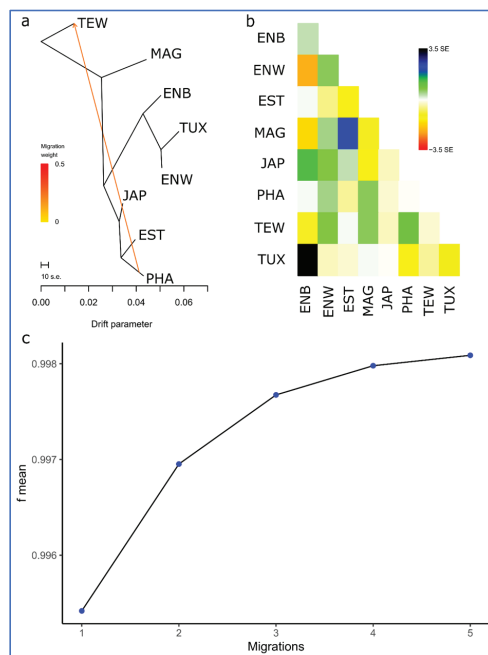 a
TEW
MAG
ENB
TUX
ENW
JAP
EST
PHA
Migration
weight
0.5
0
10 s.e.
0.00
0.02
0.04
0.06
Drift parameter
b
ENB
ENW
EST
MAG
JAP
PHA
TEW
TUX
3.5 SE
−3.5 SE
ENB
ENW
EST
MAG
JAP
PHA
TEW
TUX
c
0.998
0.997
0.996
f mean
1
2
3
4
5
Migrations